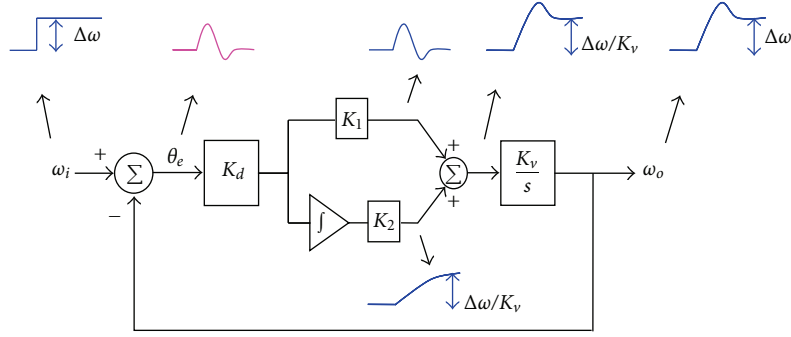 Δω
Δω/K_v
Δω
K_1
ω_i
+
−
∑
θ_e
K_d
∫
K_2
+
∑
+
K_v
s
ω_o
Δω/K_v